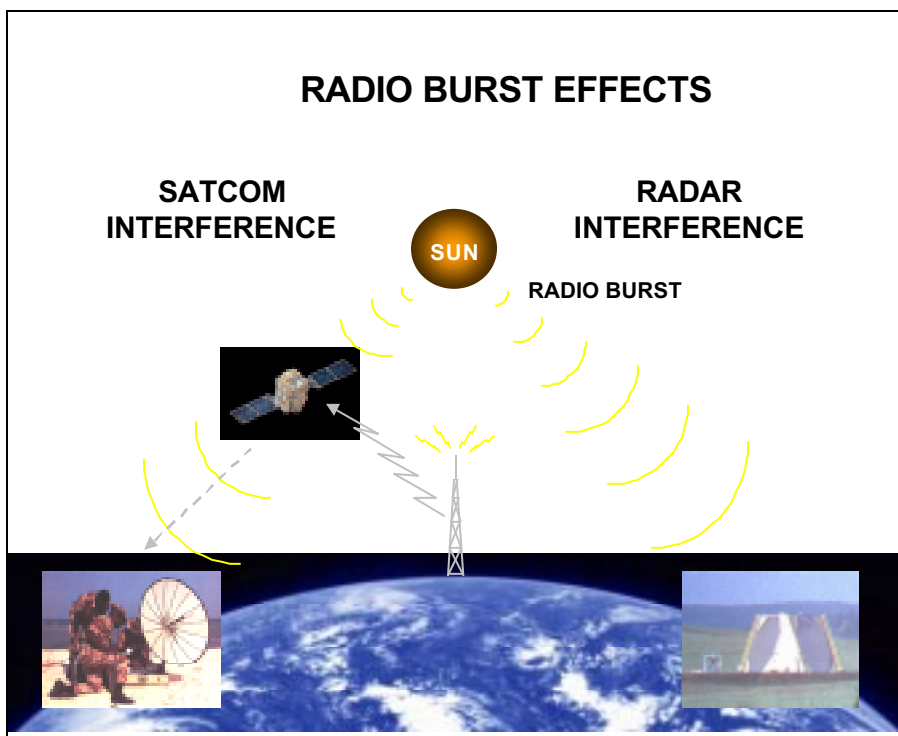 RADIO BURST EFFECTS
SATCOM
INTERFERENCE
RADAR
INTERFERENCE
SUN
RADIO BURST